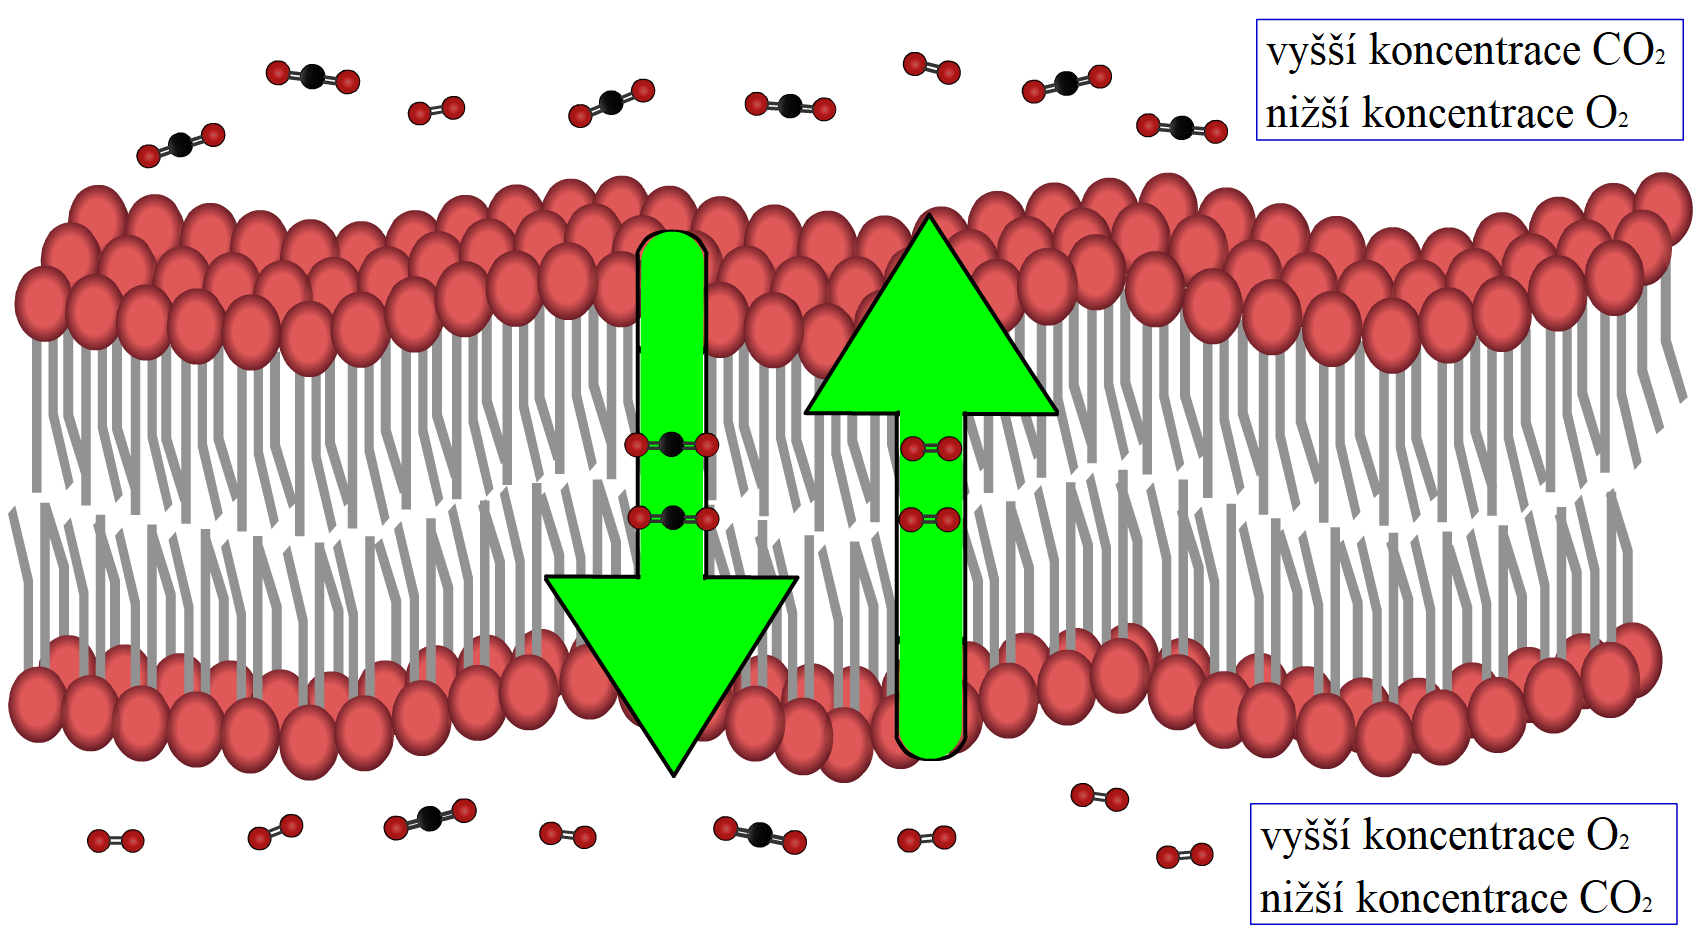 vyšší koncentrace CO₂
nižší koncentrace O₂
vyšší koncentrace O₂
nižší koncentrace CO₂